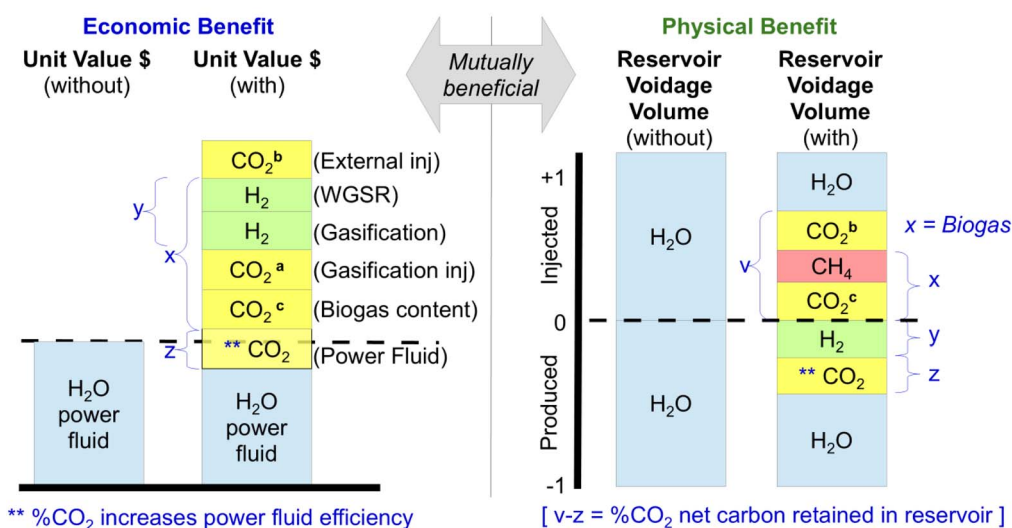 Economic Benefit
Unit Value $
(without)
Unit Value $
(with)
Mutually
beneficial
Physical Benefit
Reservoir
Voidage
Volume
(without)
Reservoir
Voidage
Volume
(with)
CO₂ᵇ (External inj)
H₂ (WGSR)
y
H₂ (Gasification)
x
CO₂ᵃ (Gasification inj)
CO₂ᶜ (Biogas content)
z
** CO₂ (Power Fluid)
H₂O
power
fluid
H₂O
power
fluid
** %CO₂ increases power fluid efficiency
+1
Injected
0
Produced
-1
H₂O
H₂O
H₂O
CO₂ᵇ
x = Biogas
v
CH₄
x
CO₂ᶜ
H₂
y
** CO₂
z
H₂O
[ v-z = %CO₂ net carbon retained in reservoir ]